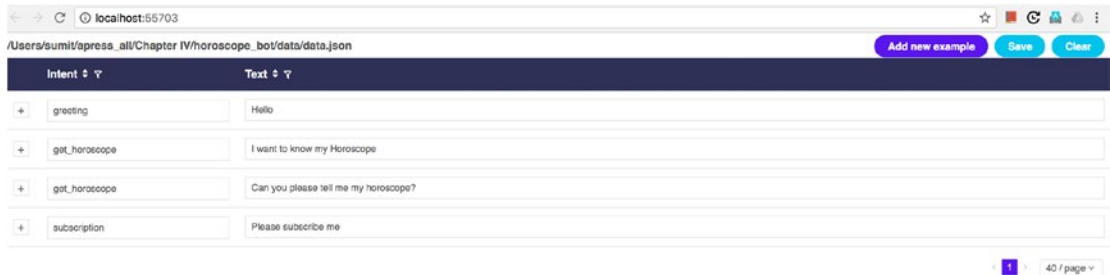 localhost:55703
/Users/sumit/apress_all/Chapter IV/horoscope_bot/data/data.json
Add new example
Save
Clear
Intent
Text
greeting
Hello
get_horoscope
I want to know my Horoscope
get_horoscope
Can you please tell me my horoscope?
subscription
Please subscribe me
1
40 / page